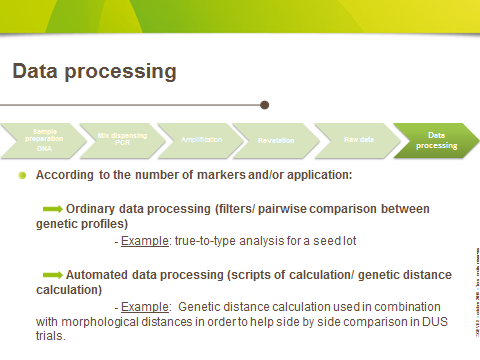 Data processing
Sample
preparation
DNA
Mix dispensing
PCR
Amplification
Revelation
Raw data
Data
processing
According to the number of markers and/or application:
Ordinary data processing (filters/ pairwise comparison between
genetic profiles)
- Example: true-to-type analysis for a seed lot
Automated data processing (scripts of calculation/ genetic distance
calculation)
- Example: Genetic distance calculation used in combination
with morphological distances in order to help side by side comparison in DUS
trials.